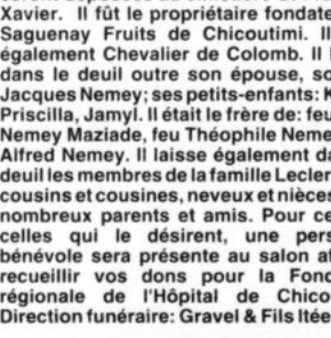 Xavier. Il fût le propriétaire fondate
Saguenay Fruits de Chicoutimi. Il
également Chevalier de Colomb. Il
dans le deuil outre son épouse, so
Jacques Nemey; ses petits-enfants: K
Priscilla, Jamyl. Il était le frère de: feu
Nemey Maziade, feu Théophile Neme
Alfred Nemey. Il laisse également da
deuil les membres de la famille Lecler
cousins et cousines, neveux et nièces
nombreux parents et amis. Pour ce
celles qui le désirent, une pers
bénévole sera présente au salon af
recueillir vos dons pour la Fond
régionale de l'Hôpital de Chico
Direction funéraire: Gravel & Fils ltée